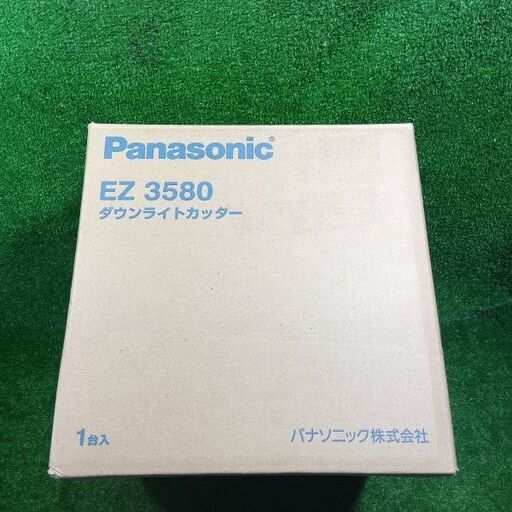 Panasonic®
EZ 3580
ダウンライトカッター
1台入
パナソニック株式会社